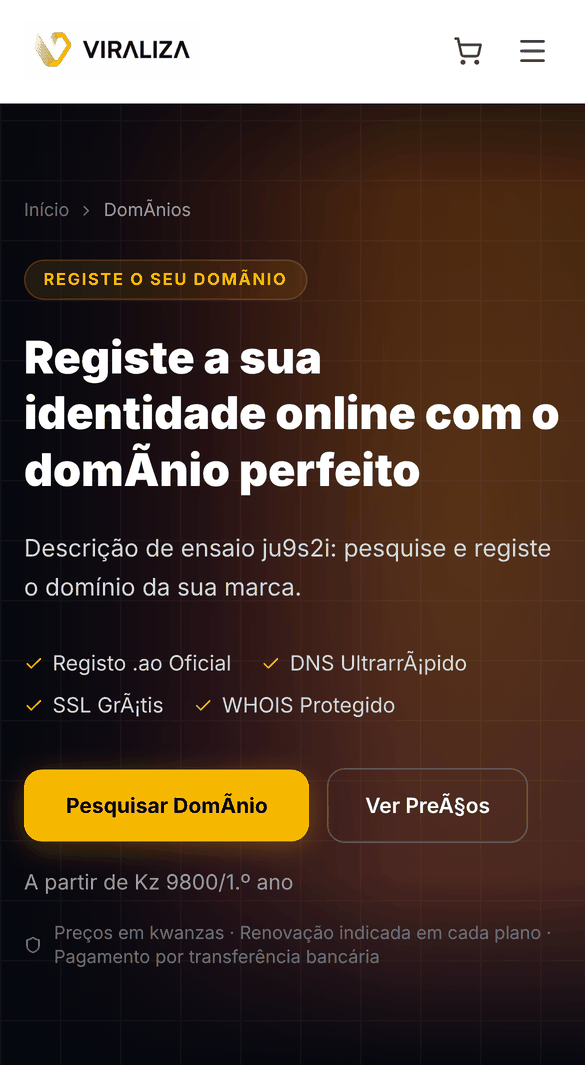 VIRALIZA
Início > DomÃnios
REGISTE O SEU DOMÃNIO
Registe a sua
identidade online com o
domÃnio perfeito
Descrição de ensaio ju9s2i: pesquise e registe
o domínio da sua marca.
✓ Registo .ao Oficial ✓ DNS UltrarrÃ¡pido
✓ SSL GrÃ¡tis ✓ WHOIS Protegido
Pesquisar DomÃnio Ver PreÃ§os
A partir de Kz 9800/1.º ano
Preços em kwanzas · Renovação indicada em cada plano ·
Pagamento por transferência bancária